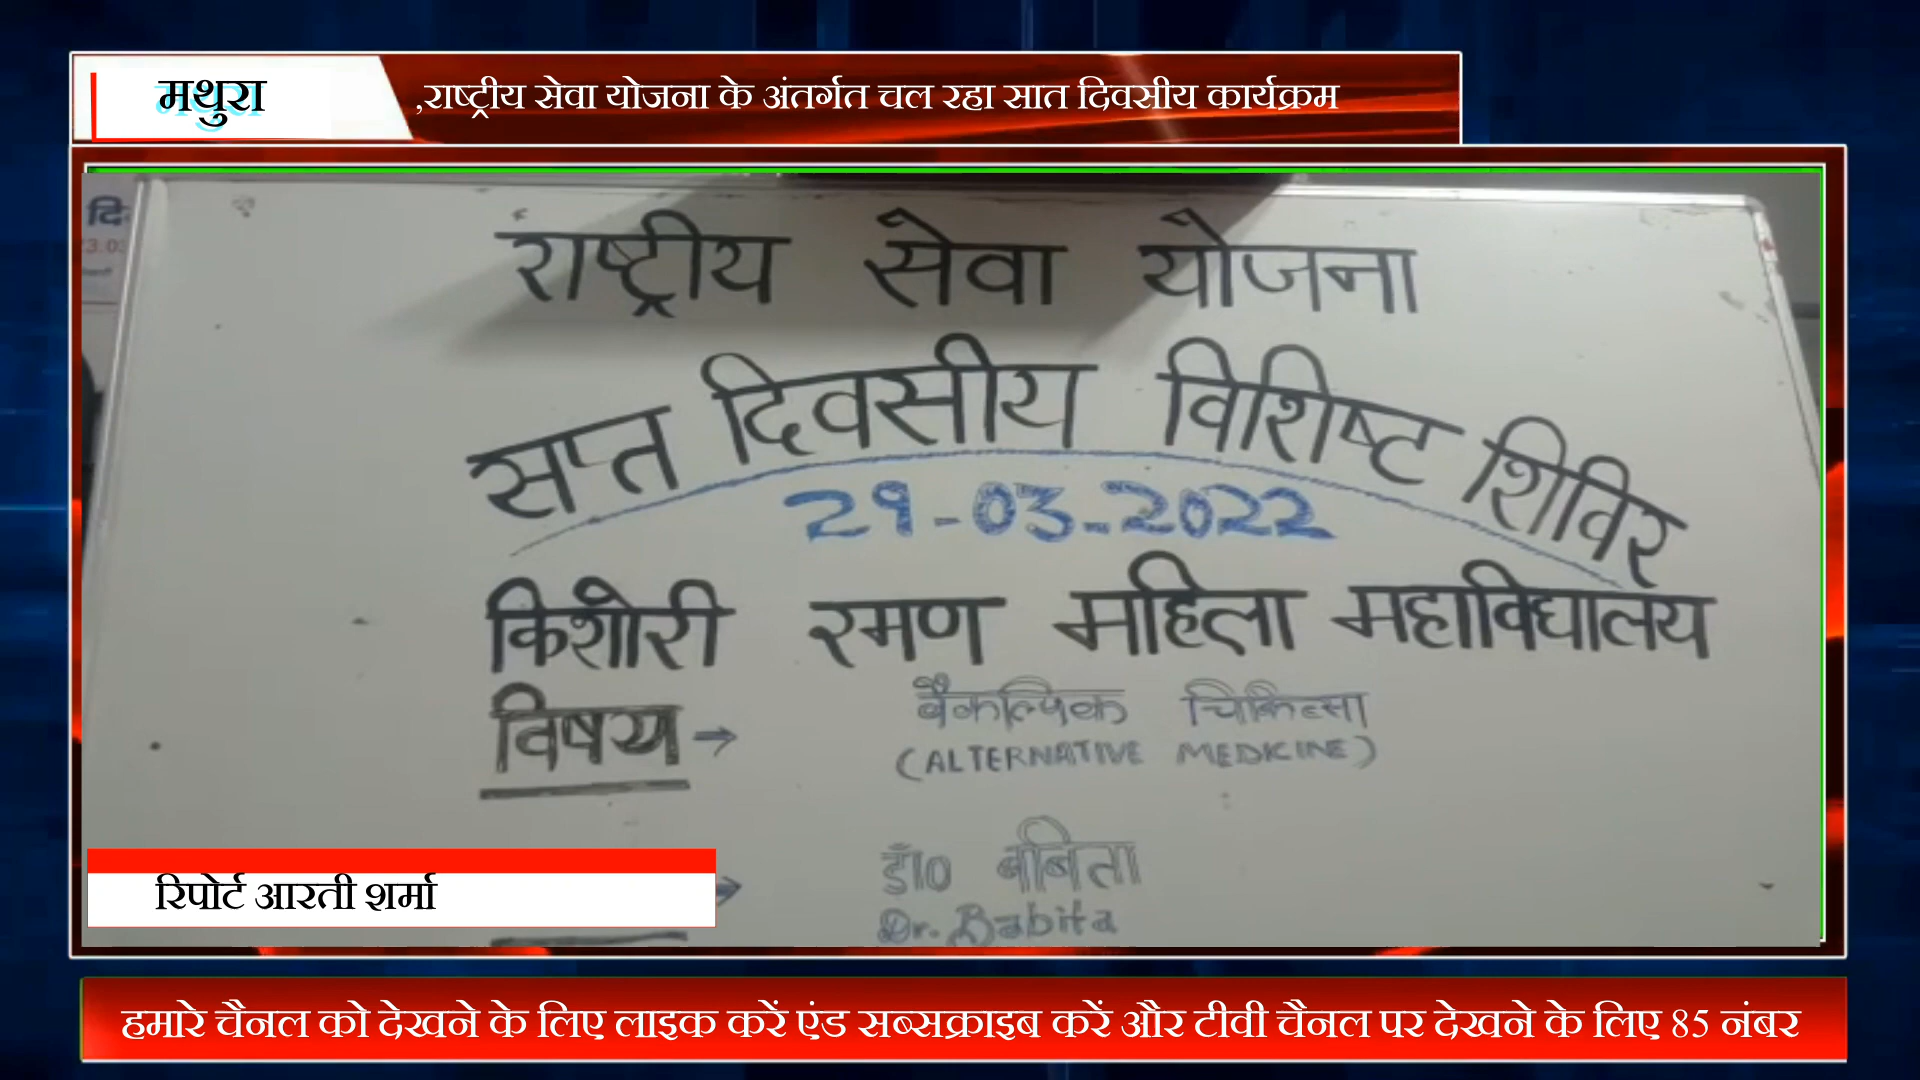 मथुरा
,राष्ट्रीय सेवा योजना के अंतर्गत चल रहा सात दिवसीय कार्यक्रम
राष्ट्रीय सेवा योजना
सप्त दिवसीय विशिष्ट शिविर
29-03-2022
किशोरी रमण महिला महाविद्यालय
विषय → वैकल्पिक चिकित्सा
(ALTERNATIVE MEDICINE)
डॉ० बबिता
Dr. Babita
रिपोर्ट आरती शर्मा
हमारे चैनल को देखने के लिए लाइक करें एंड सब्सक्राइब करें और टीवी चैनल पर देखने के लिए 85 नंबर